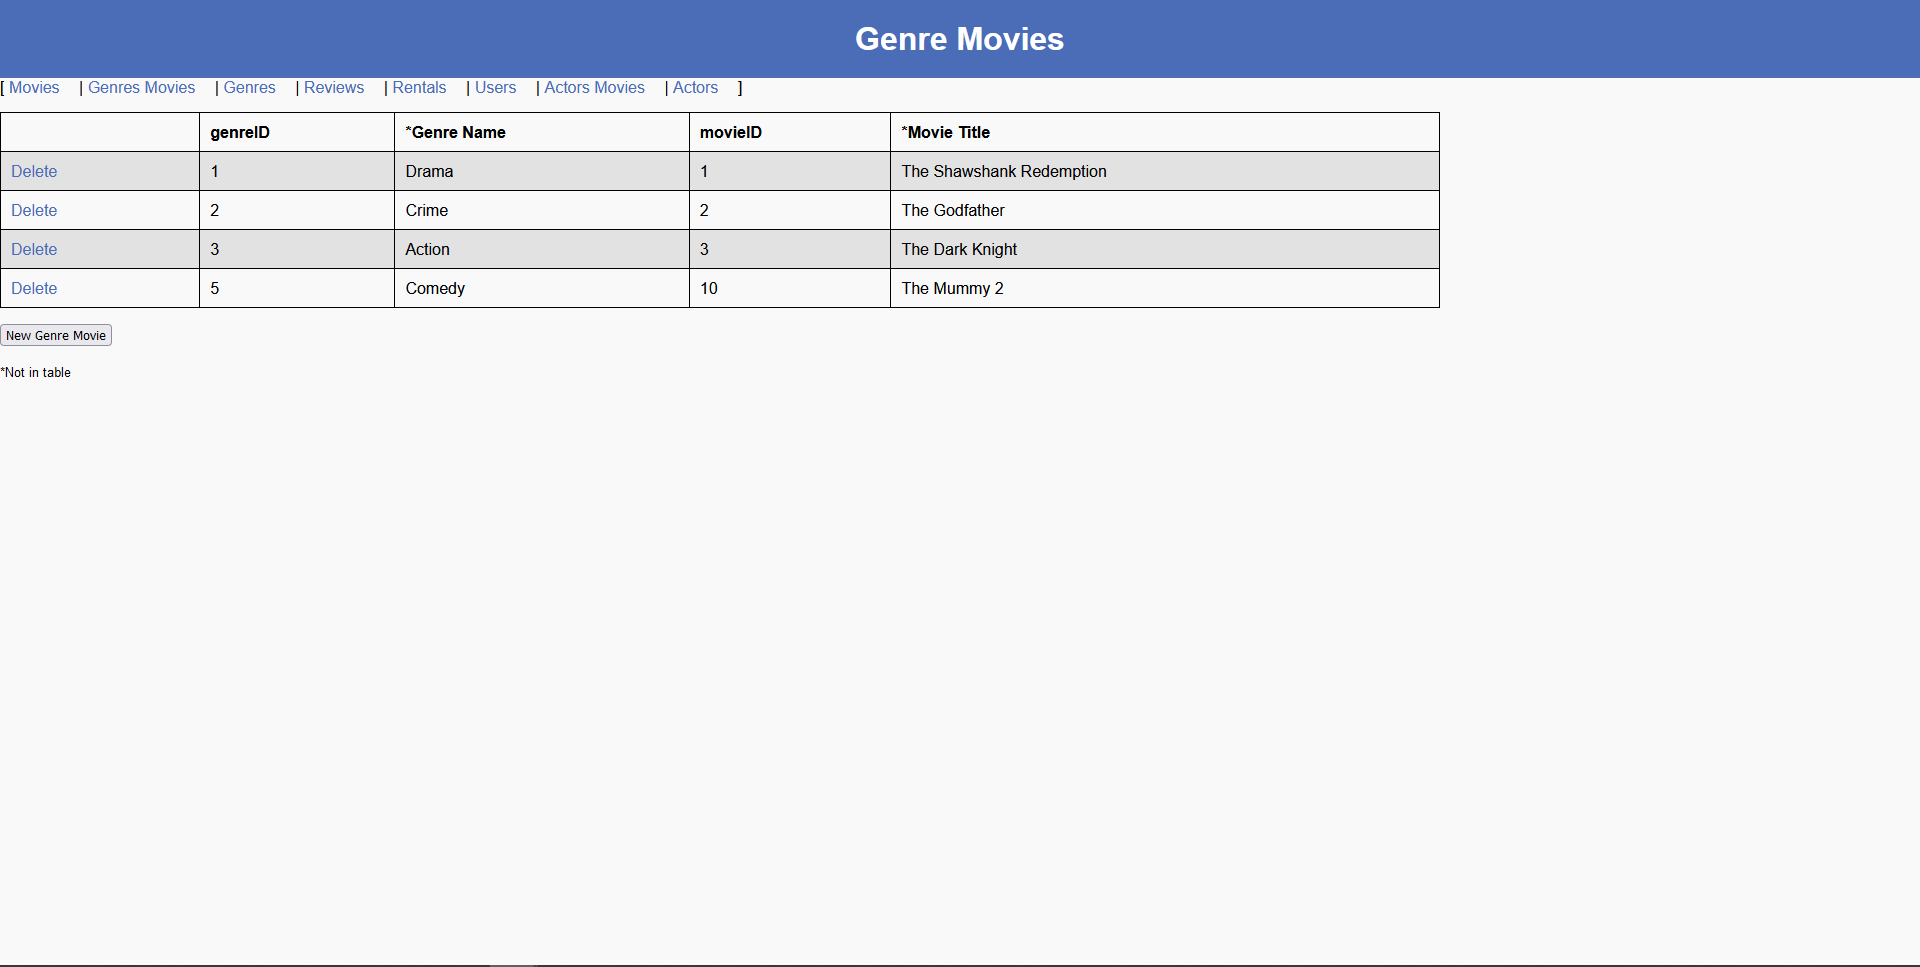 Genre Movies
[ Movies | Genres Movies | Genres | Reviews | Rentals | Users | Actors Movies | Actors ]
genreID *Genre Name movieID *Movie Title
Delete 1 Drama 1 The Shawshank Redemption
Delete 2 Crime 2 The Godfather
Delete 3 Action 3 The Dark Knight
Delete 5 Comedy 10 The Mummy 2
New Genre Movie
*Not in table